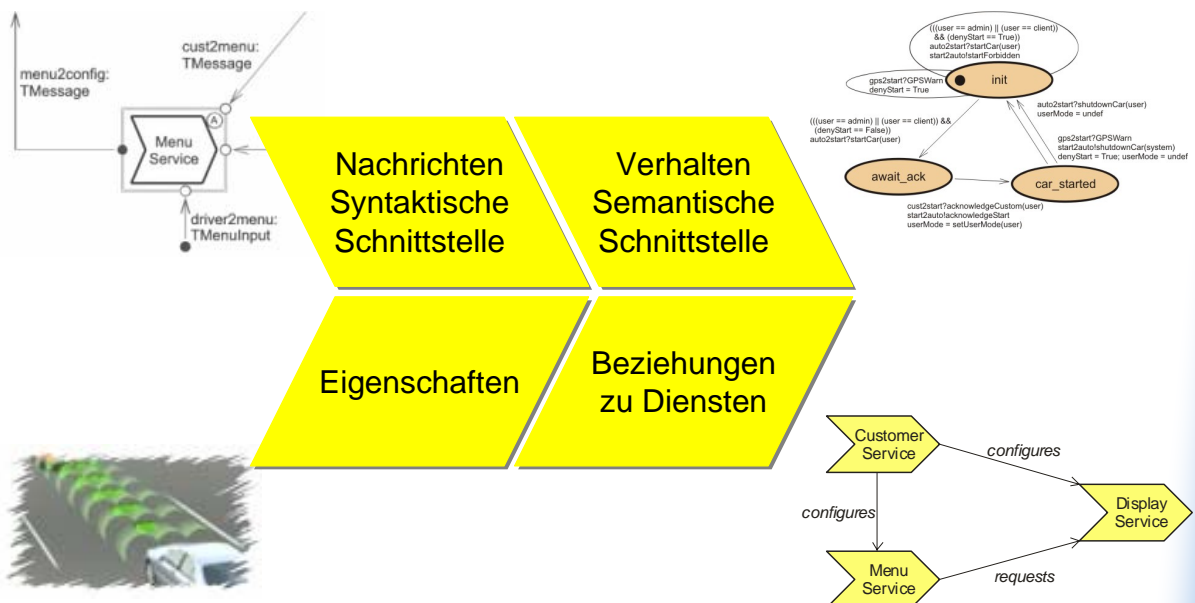 cust2menu:
TMessage
menu2config:
TMessage
A
Menu
Service
driver2menu:
TMenuInput
Nachrichten
Syntaktische
Schnittstelle
Verhalten
Semantische
Schnittstelle
(((user == admin) || (user == client))
&& (denyStart == True))
auto2start?startCar(user)
start2auto!startForbidden
gps2start?GPSWarn
denyStart = True
init
auto2start?shutdownCar(user)
userMode = undef
(((user == admin) || (user == client)) &&
(denyStart == False))
auto2start?startCar(user)
gps2start?GPSWarn
start2auto!shutdownCar(system)
denyStart = True; userMode = undef
await_ack
car_started
cust2start?acknowledgeCustom(user)
start2auto!acknowledgeStart
userMode = setUserMode(user)
Eigenschaften
Beziehungen
zu Diensten
Customer
Service
configures
configures
Display
Service
Menu
Service
requests